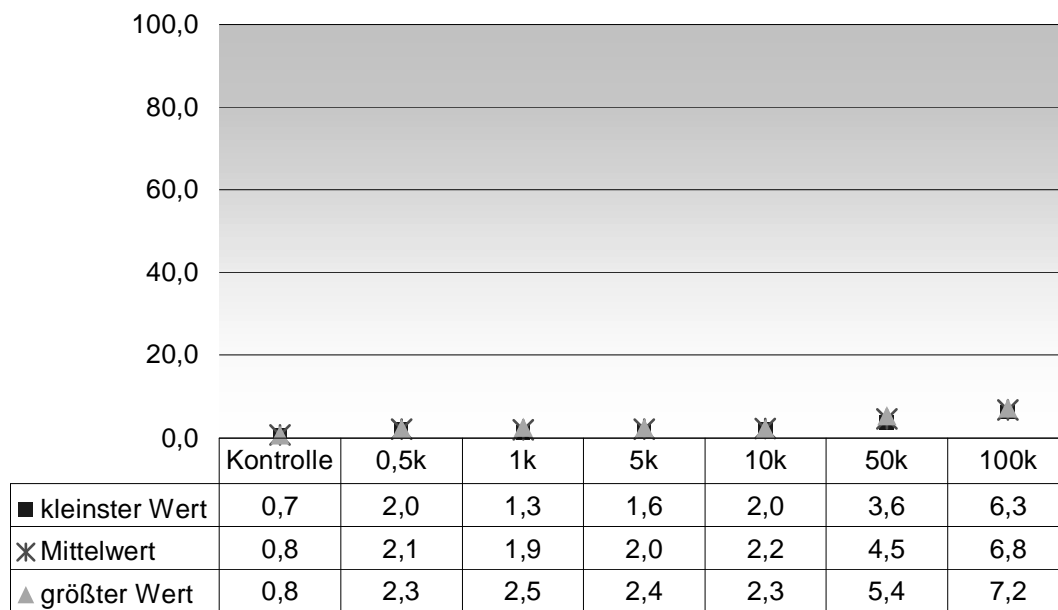 100,0
80,0
60,0
40,0
20,0
0,0
Kontrolle 0,5k 1k 5k 10k 50k 100k
kleinster Wert 0,7 2,0 1,3 1,6 2,0 3,6 6,3
Mittelwert 0,8 2,1 1,9 2,0 2,2 4,5 6,8
größter Wert 0,8 2,3 2,5 2,4 2,3 5,4 7,2